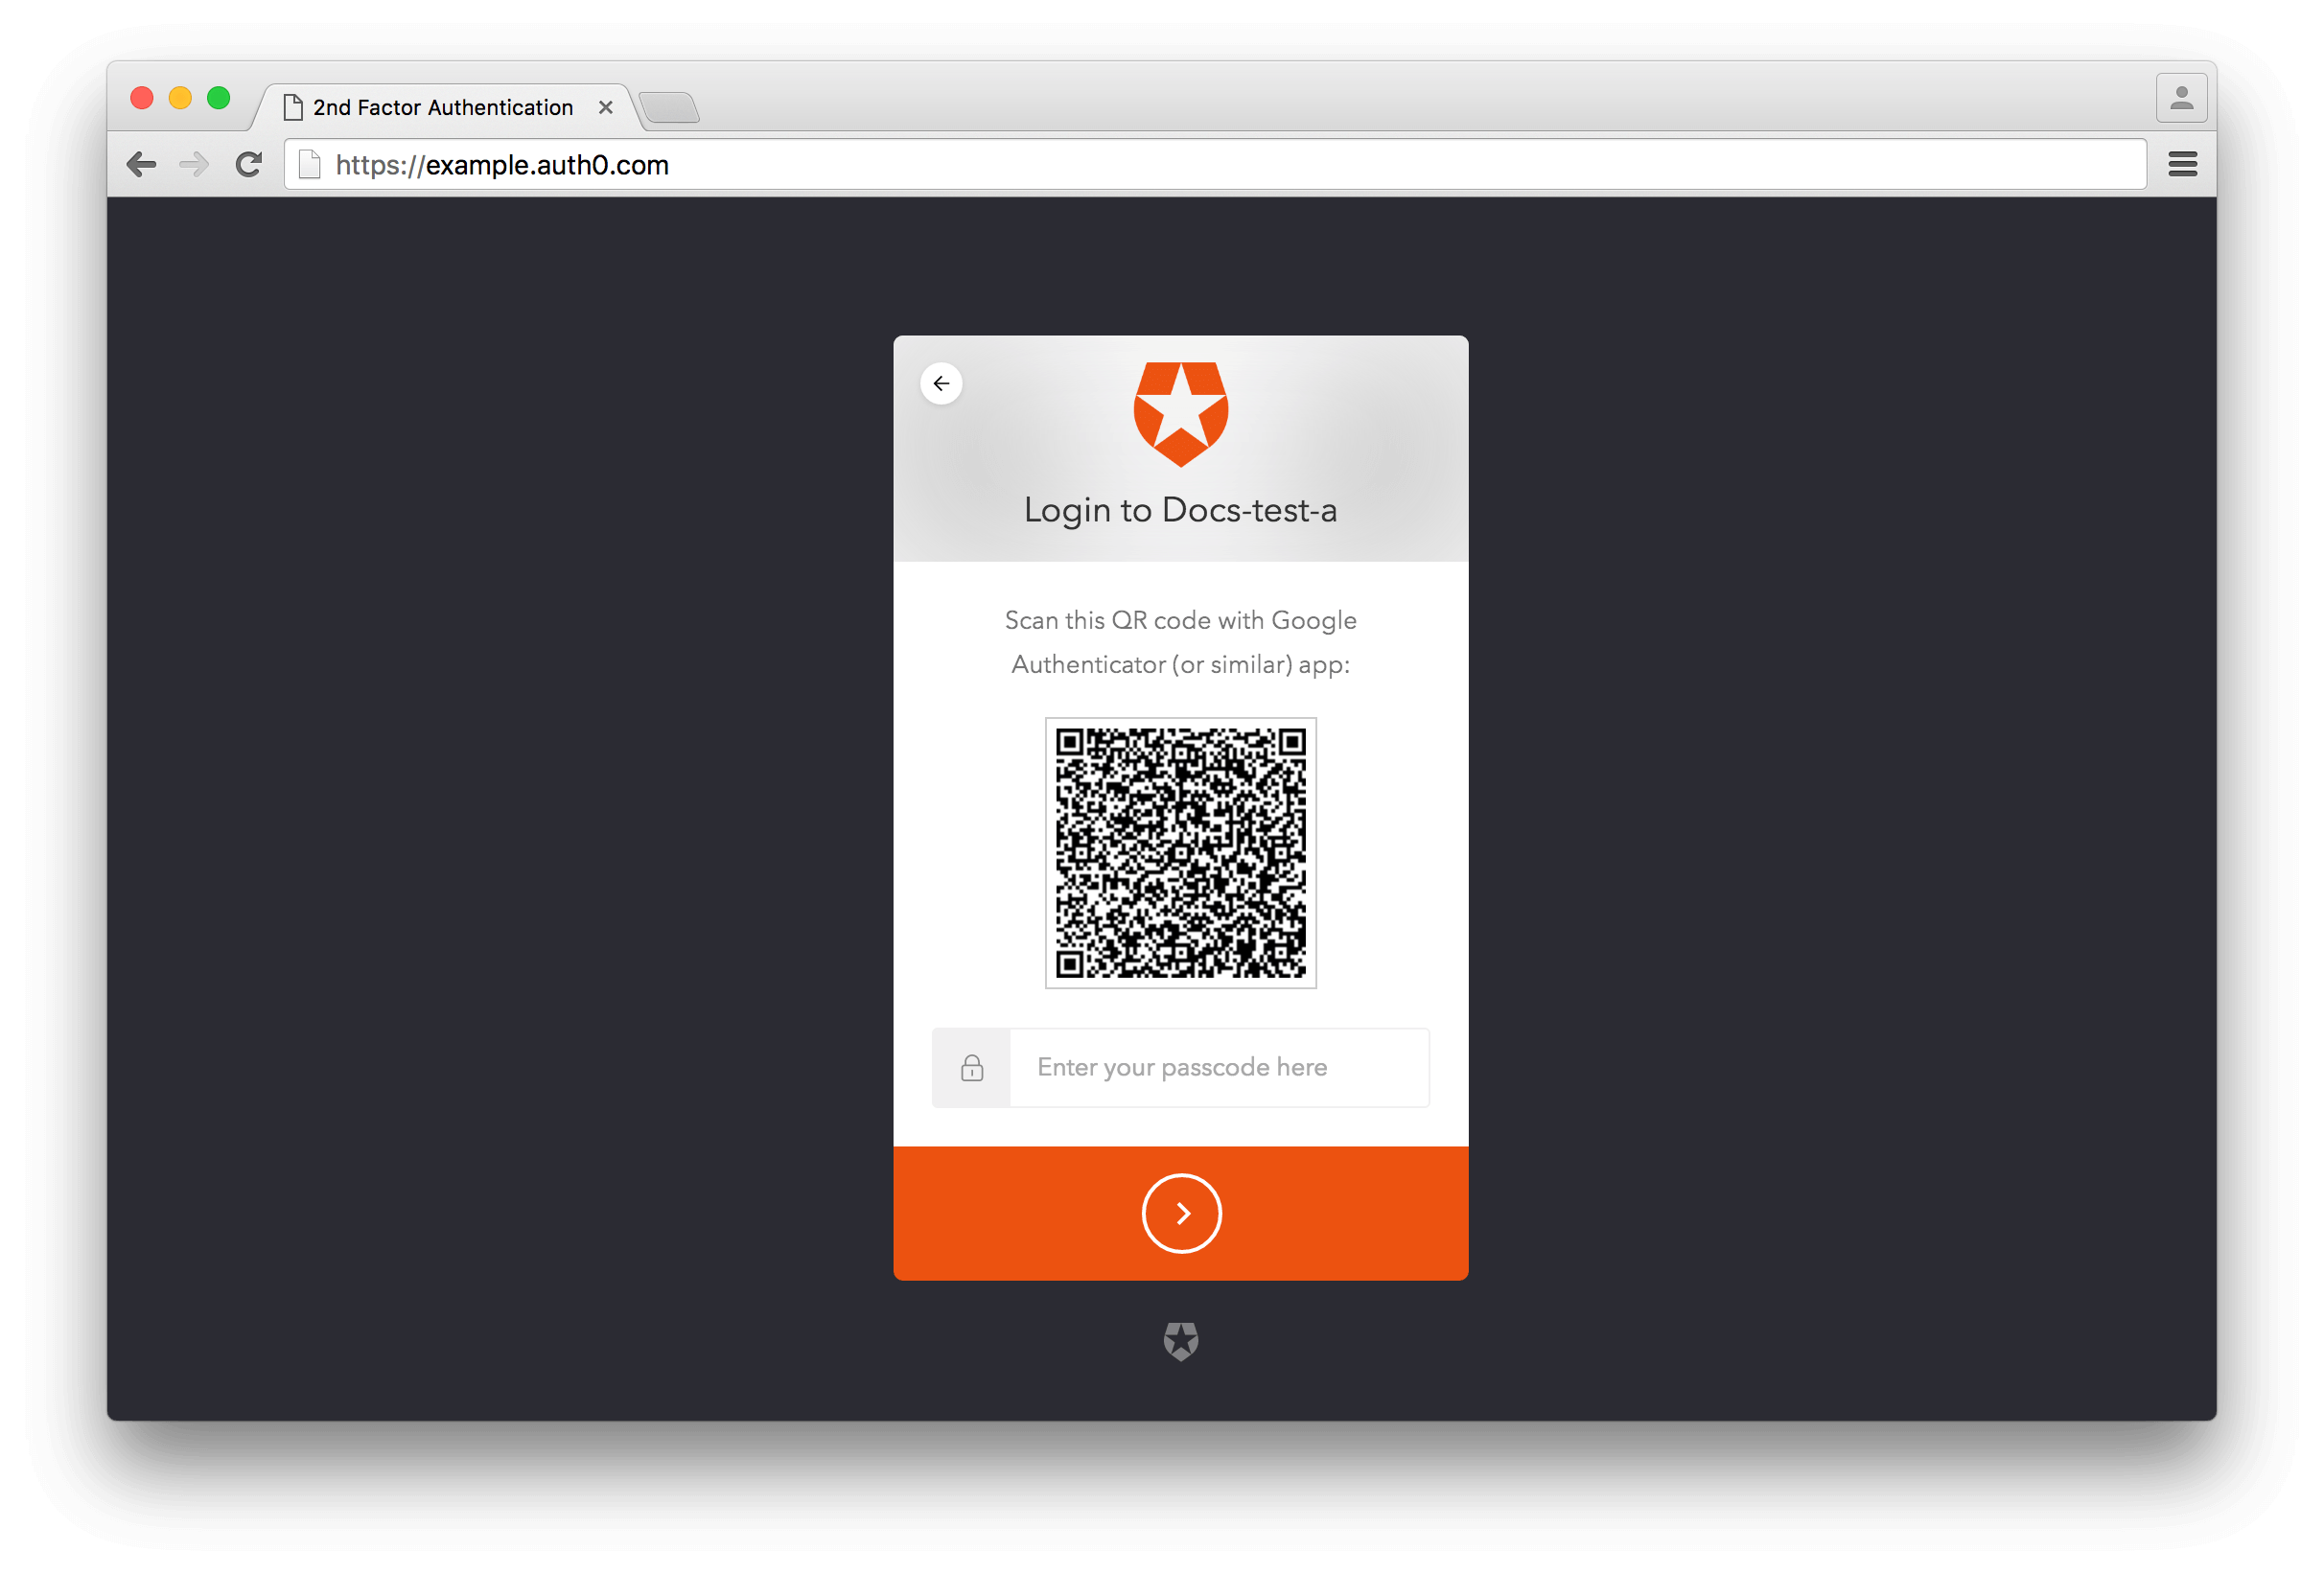 2nd Factor Authentication
https://example.auth0.com
Login to Docs-test-a
Scan this QR code with Google
Authenticator (or similar) app:
Enter your passcode here